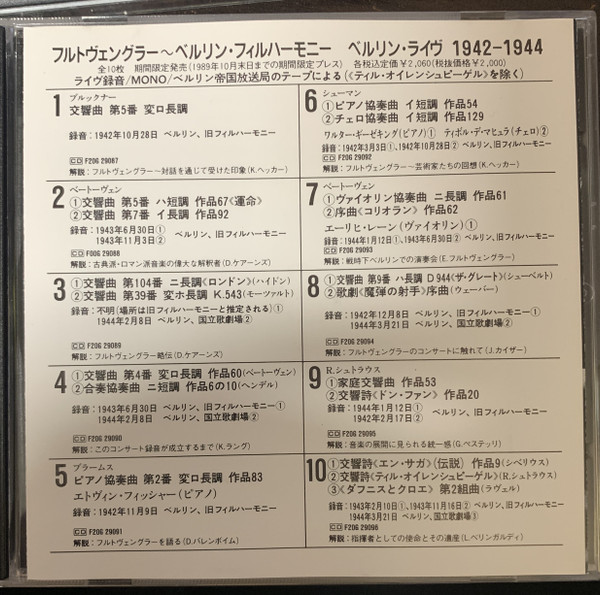 フルトヴェングラー〜ベルリン・フィルハーモニー ベルリン・ライヴ 1942-1944
全10枚 期間限定発売(1989年10月末日までの期間限定プレス) 各税込定価¥2,060(税抜価格¥2,000)
ライヴ録音/MONO/ベルリン帝国放送局のテープによる(《ティル・オイレンシュピーゲル》を除く)
1 ブルックナー
交響曲 第5番 変ロ長調
録音:1942年10月28日 ベルリン、旧フィルハーモニー
CD F20G 29087
解説:フルトヴェングラー〜対話を通じて受けた印象(K.ヘッカー)
2 ベートーヴェン
①交響曲 第5番 ハ短調 作品67《運命》
②交響曲 第7番 イ長調 作品92
録音:1943年6月30日① ベルリン、旧フィルハーモニー
1943年11月3日②
CD F00G 29088
解説:古典派・ロマン派音楽の偉大な解釈者(D.ケアーンズ)
3 ①交響曲 第104番 ニ長調《ロンドン》(ハイドン)
②交響曲 第39番 変ホ長調 K.543(モーツァルト)
録音:不明(場所は旧フィルハーモニーと推定される)①
1944年2月8日 ベルリン、国立歌劇場②
CD F20G 29089
解説:フルトヴェングラー略伝(D.ケアーンズ)
4 ①交響曲 第4番 変ロ長調 作品60(ベートーヴェン)
②合奏協奏曲 ニ短調 作品6の10(ヘンデル)
録音:1943年6月30日 ベルリン、旧フィルハーモニー①
1944年2月8日 ベルリン、国立歌劇場②
CD F20G 29090
解説:このコンサート録音が成立するまで(K.ラング)
5 ブラームス
ピアノ協奏曲 第2番 変ロ長調 作品83
エトヴィン・フィッシャー(ピアノ)
録音:1942年11月9日 ベルリン、旧フィルハーモニー
CD F20G 29091
解説:フルトヴェングラーを語る(D.バレンボイム)
6 シューマン
①ピアノ協奏曲 イ短調 作品54
②チェロ協奏曲 イ短調 作品129
ワルター・ギーゼキング(ピアノ)① ティボル・デ・マヒュラ(チェロ)②
録音:1942年3月3日①、1942年10月28日② ベルリン、旧フィルハーモニー
CD F20G 29092
解説:フルトヴェングラー〜芸術家たちの回想(K.ヘッカー)
7 ベートーヴェン
①ヴァイオリン協奏曲 ニ長調 作品61
②序曲《コリオラン》 作品62
エーリヒ・レーン(ヴァイオリン)①
録音:1944年1月12日①、1943年6月30日② ベルリン、旧フィルハーモニー
CD F20G 29093
解説:戦時下ベルリンでの演奏会(E.フルトヴェングラー)
8 ①交響曲 第9番 ハ長調 D944《ザ・グレート》(シューベルト)
②歌劇《魔弾の射手》序曲(ウェーバー)
録音:1942年12月8日 ベルリン、旧フィルハーモニー①
1944年3月21日 ベルリン、国立歌劇場②
CD F20G 29094
解説:フルトヴェングラーのコンサートに触れて(J.カイザー)
9 R.シュトラウス
①家庭交響曲 作品53
②交響詩《ドン・ファン》 作品20
録音:1944年1月12日① ベルリン、旧フィルハーモニー
1942年2月17日②
CD F20G 29095
解説:音楽の展開に見られる統一感(G.ペステッリ)
10 ①交響詩《エン・サガ》(伝説) 作品9(シベリウス)
②交響詩《ティル・オイレンシュピーゲル》(R.シュトラウス)
③《ダフニスとクロエ》 第2組曲(ラヴェル)
録音:1943年2月10日①、1943年11月16日② ベルリン、旧フィルハーモニー
1944年3月21日 ベルリン、国立歌劇場③
CD F20G 29096
解説:指揮者としての使命とその遺産(L.ベリンガルディ)